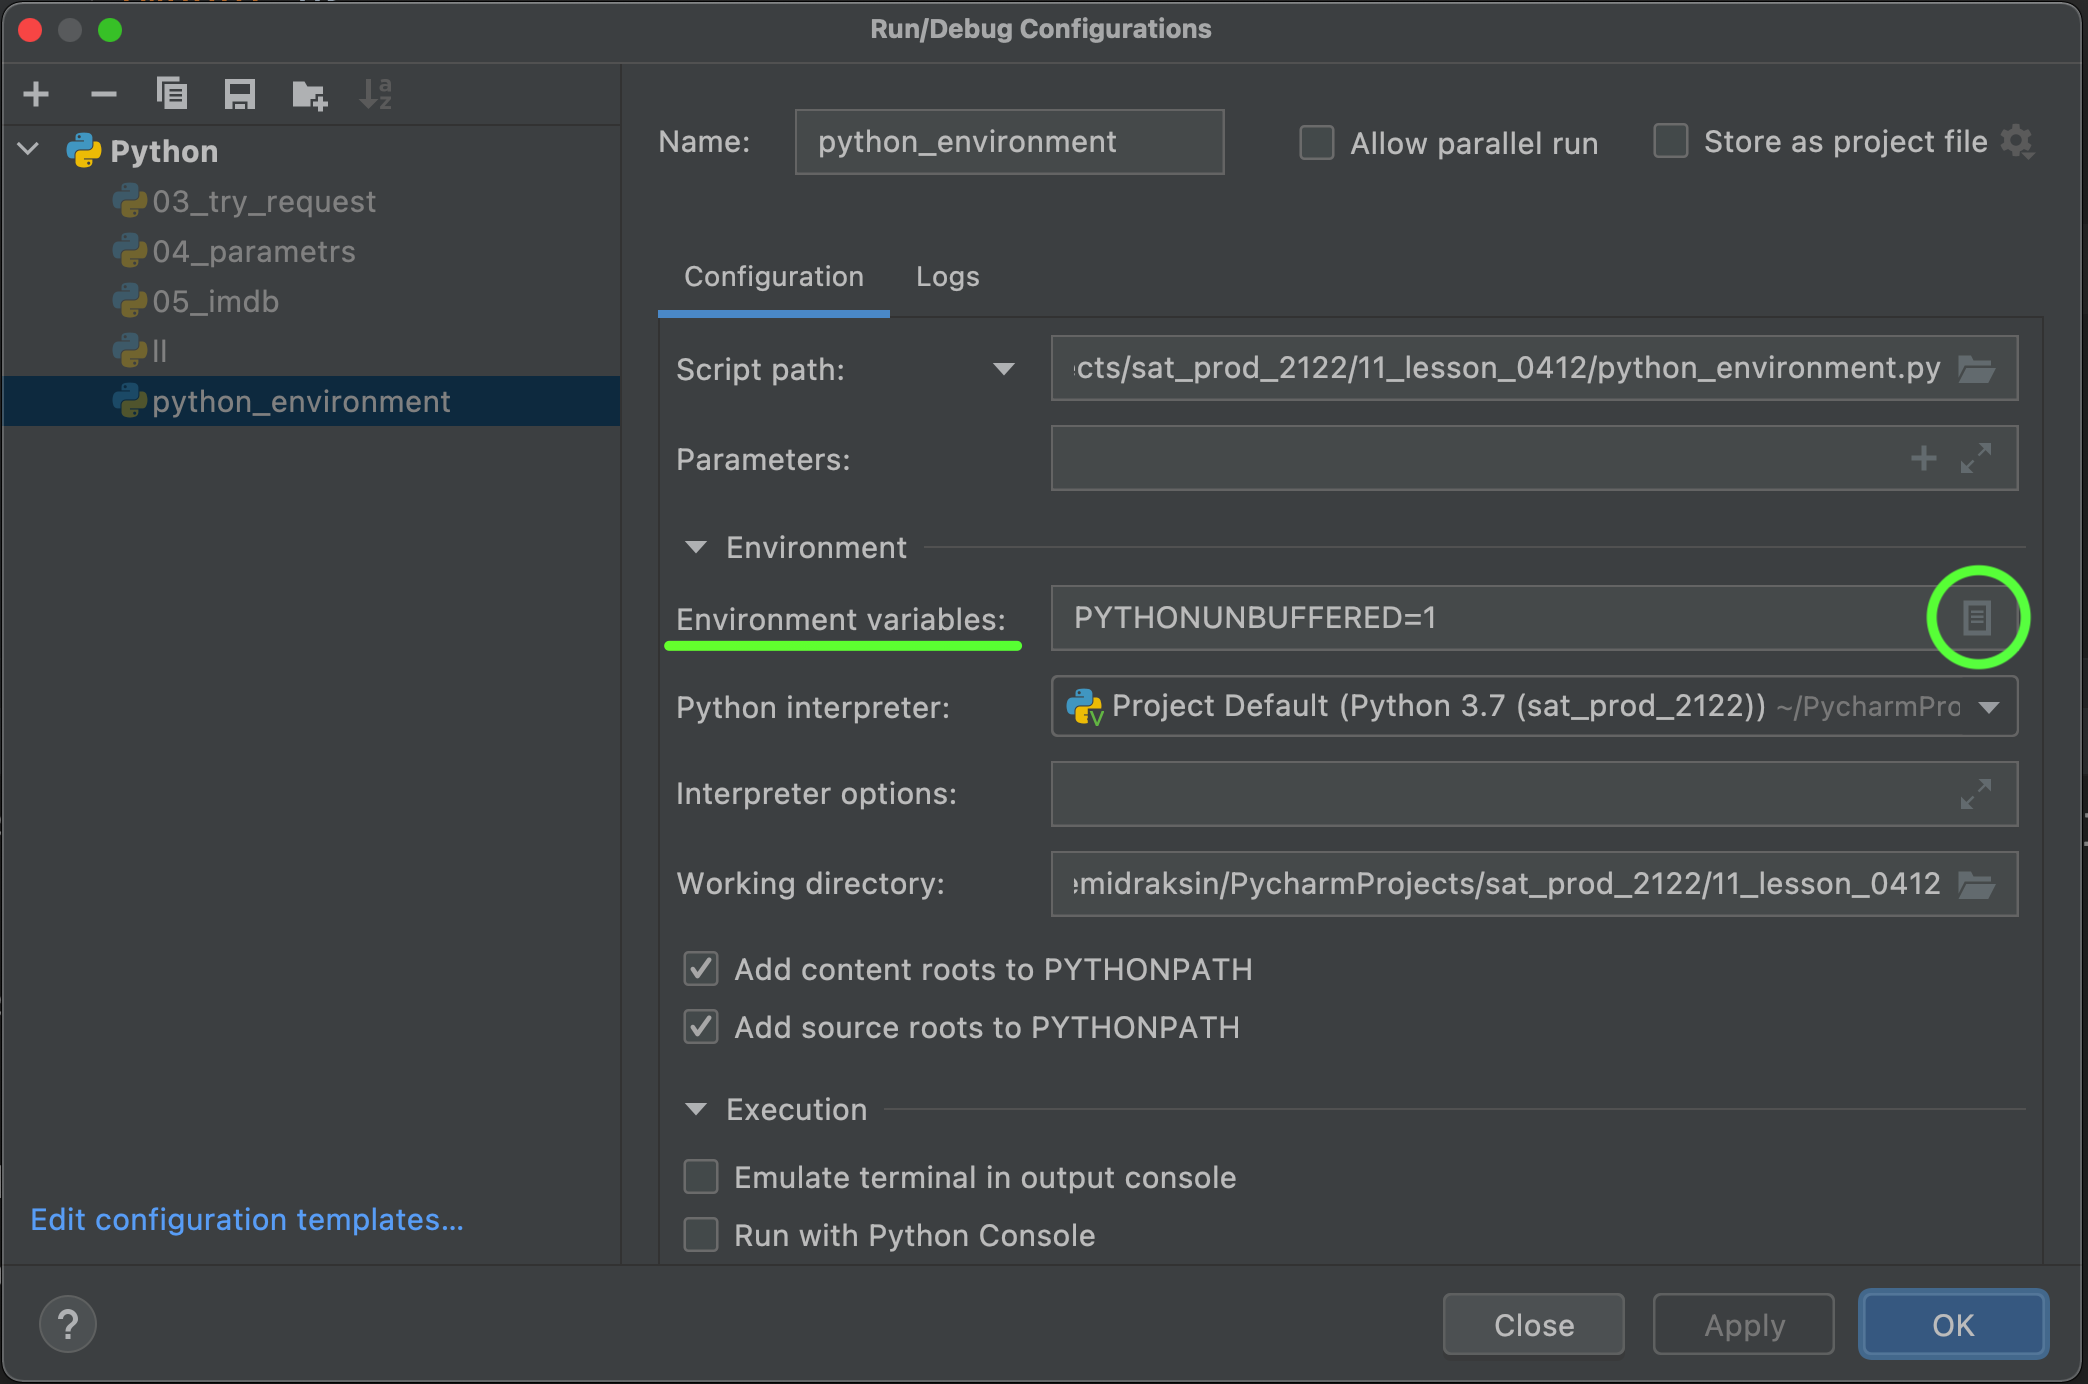 Run/Debug Configurations
Python
03_try_request
04_parametrs
05_imdb
ll
python_environment
Edit configuration templates...
Name: python_environment
Allow parallel run
Store as project file
Configuration Logs
Script path: cts/sat_prod_2122/11_lesson_0412/python_environment.py
Parameters:
Environment
Environment variables: PYTHONUNBUFFERED=1
Python interpreter: Project Default (Python 3.7 (sat_prod_2122)) ~/PycharmPro
Interpreter options:
Working directory: midraksin/PycharmProjects/sat_prod_2122/11_lesson_0412
Add content roots to PYTHONPATH
Add source roots to PYTHONPATH
Execution
Emulate terminal in output console
Run with Python Console
? Close Apply OK